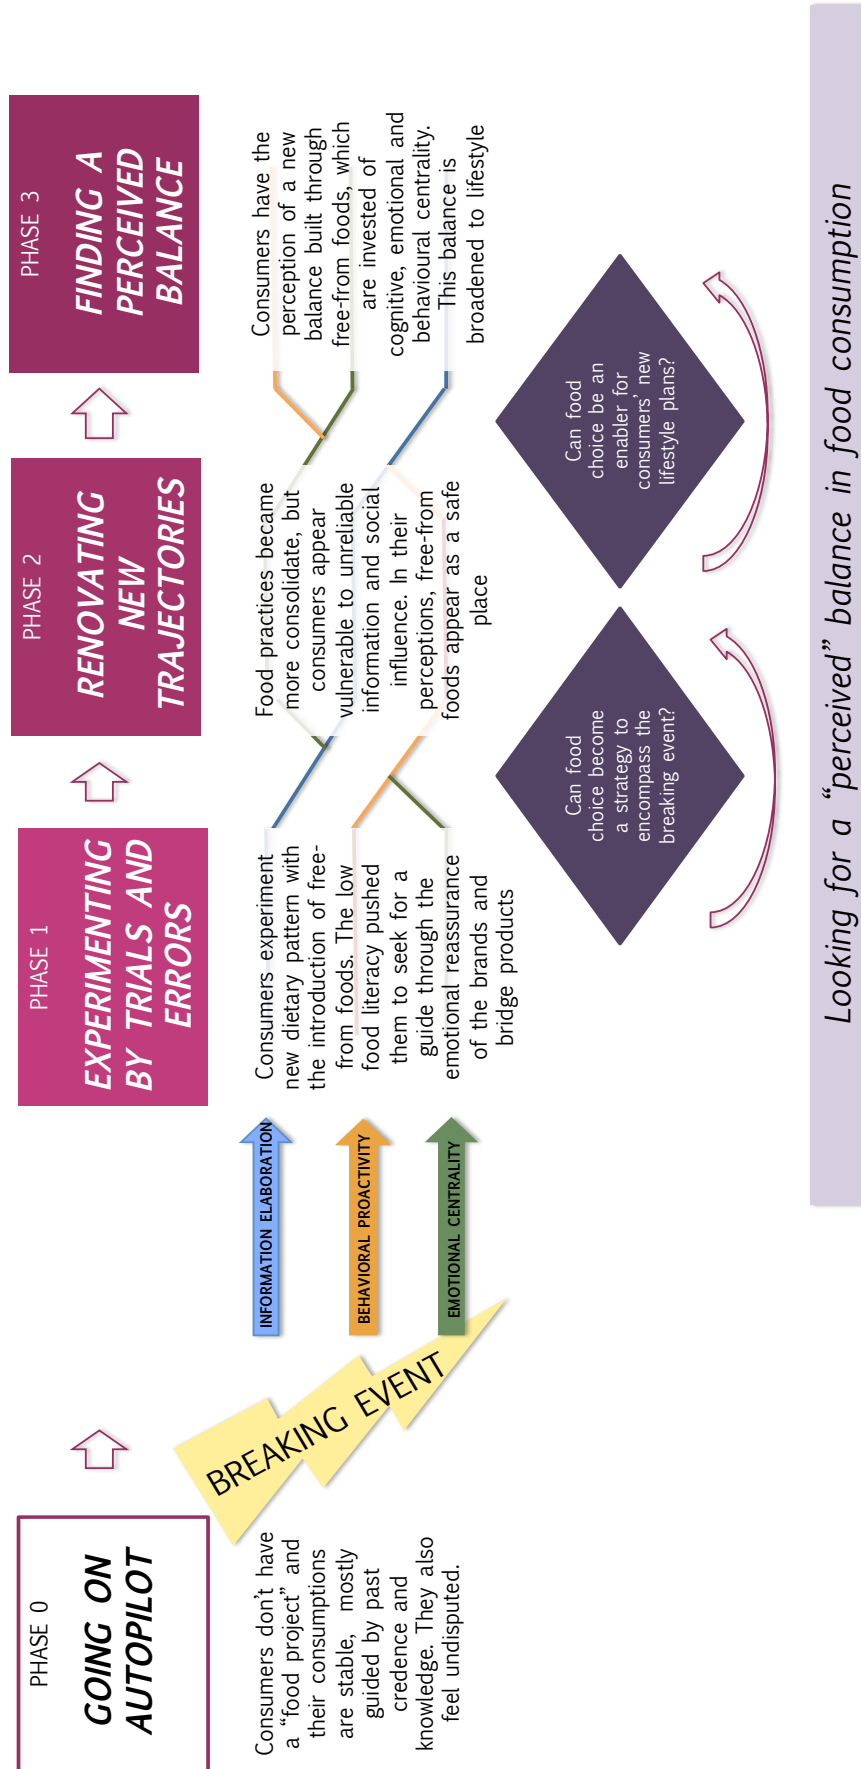 PHASE 0
GOING ON
AUTOPILOT
Consumers don't have
a “food project” and
their consumptions
are stable, mostly
guided by past
credence and
knowledge. They also
feel undisputed.
BREAKING EVENT
INFORMATION ELABORATION
BEHAVIORAL PROACTIVITY
EMOTIONAL CENTRALITY
PHASE 1
EXPERIMENTING
BY TRIALS AND
ERRORS
Consumers experiment
new dietary pattern with
the introduction of free-
from foods. The low
food literacy pushed
them to seek for a
guide through the
emotional reassurance
of the brands and
bridge products
PHASE 2
RENOVATING
NEW
TRAJECTORIES
Food practices became
more consolidate, but
consumers appear
vulnerable to unreliable
information and social
influence. In their
perceptions, free-from
foods appear as a safe
place
PHASE 3
FINDING A
PERCEIVED
BALANCE
Consumers have the
perception of a new
balance built through
free-from foods, which
are invested of
cognitive, emotional and
behavioural centrality.
This balance is
broadened to lifestyle
Can food
choice become
a strategy to
encompass the
breaking event?
Can food
choice be an
enabler for
consumers’ new
lifestyle plans?
Looking for a “perceived” balance in food consumption